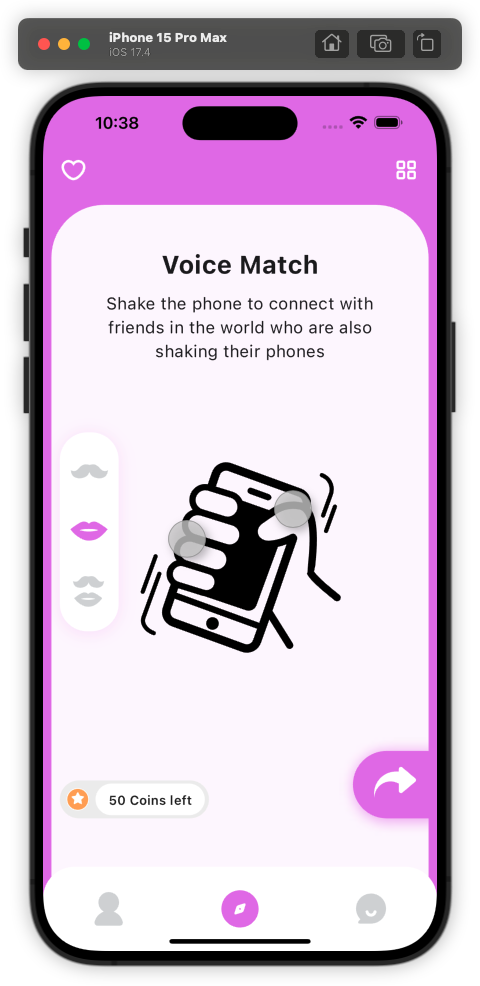 iPhone 15 Pro Max
iOS 17.4
10:38
Voice Match
Shake the phone to connect with
friends in the world who are also
shaking their phones
50 Coins left